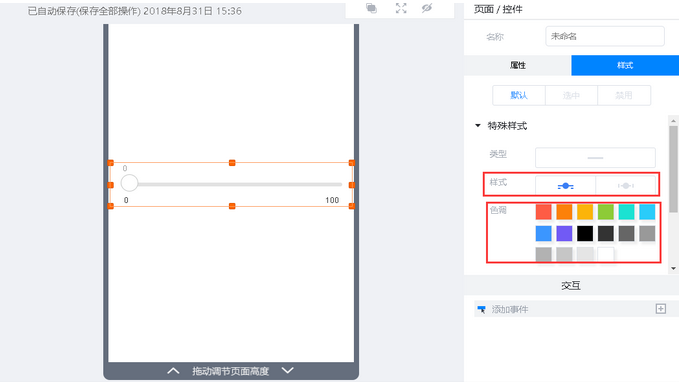 已自动保存(保存全部操作) 2018年8月31日 15:36
页面 / 控件
名称
未命名
属性
样式
默认
选中
禁用
特殊样式
类型
样式
色调
0
0
100
交互
添加事件
拖动调节页面高度